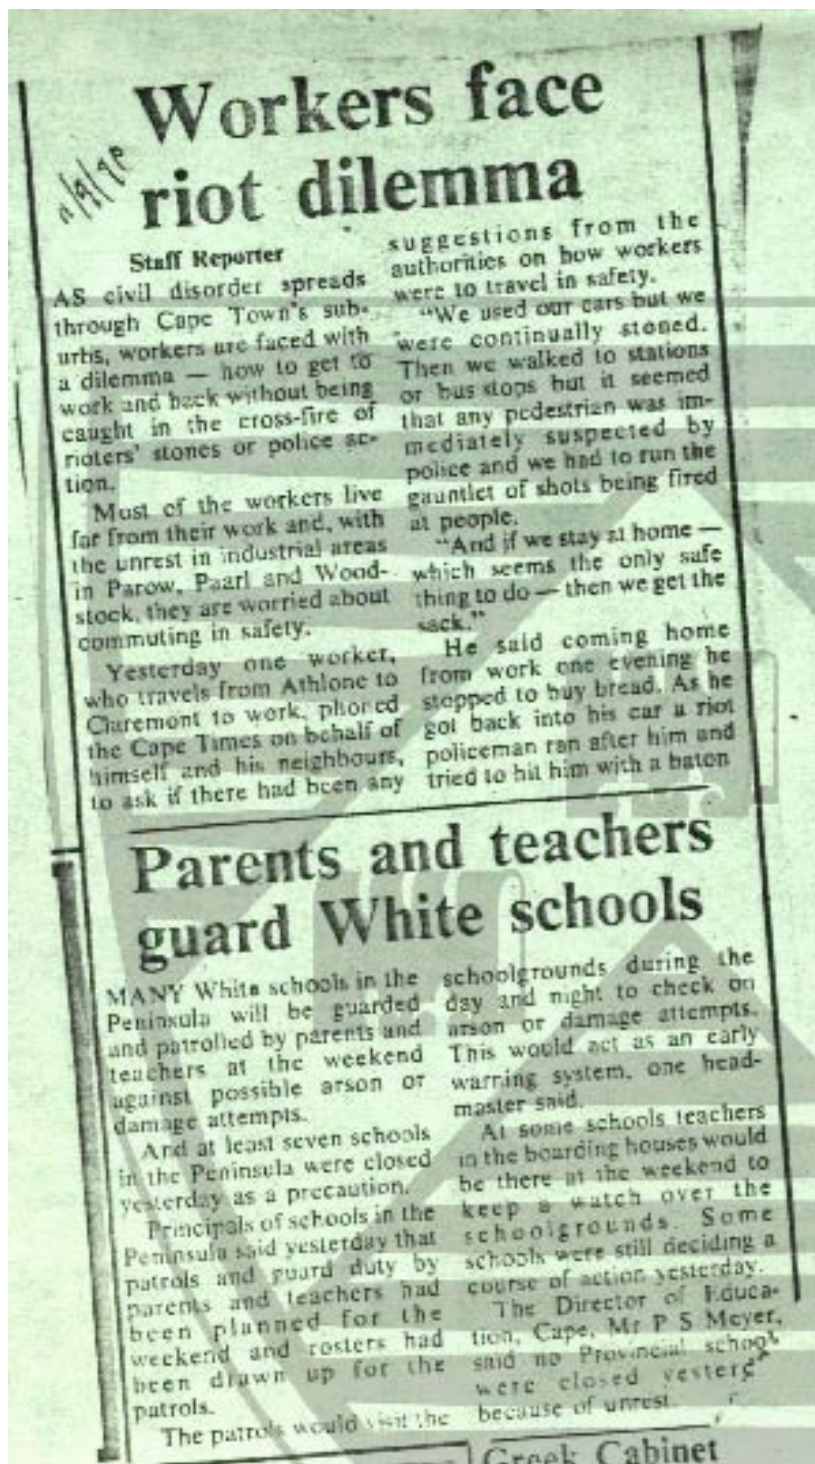 Workers face
riot dilemma
Staff Reporter
AS civil disorder spreads
through Cape Town's sub-
urbs, workers are faced with
a dilemma — how to get to
work and back without being
caught in the cross-fire of
rioters' stones or police ac-
tion.
Most of the workers live
far from their work and, with
the unrest in industrial areas
in Parow, Paarl and Wood-
stock, they are worried about
commuting in safety.
Yesterday one worker,
who travels from Athlone to
Claremont to work, phoned
the Cape Times on behalf of
himself and his neighbours,
to ask if there had been any
suggestions from the
authorities on how workers
were to travel in safety.
"We used our cars but we
were continually stoned.
Then we walked to stations
or bus stops but it seemed
that any pedestrian was im-
mediately suspected by
police and we had to run the
gauntlet of shots being fired
at people.
"And if we stay at home —
which seems the only safe
thing to do — then we get the
sack."
He said coming home
from work one evening he
stopped to buy bread. As he
got back into his car a riot
policeman ran after him and
tried to hit him with a baton
Parents and teachers
guard White schools
MANY White schools in the
Peninsula will be guarded
and patrolled by parents and
teachers at the weekend
against possible arson or
damage attempts.
And at least seven schools
in the Peninsula were closed
yesterday as a precaution.
Principals of schools in the
Peninsula said yesterday that
patrols and guard duty by
parents and teachers had
been planned for the
weekend and rosters had
been drawn up for the
patrols.
The patrols would visit the
schoolgrounds during the
day and night to check on
arson or damage attempts.
This would act as an early
warning system, one head-
master said.
At some schools teachers
in the boarding houses would
be there at the weekend to
keep a watch over the
schoolgrounds. Some
schools were still deciding a
course of action yesterday.
The Director of Educa-
tion, Cape, Mr P S Meyer,
said no Provincial schools
were closed
because of unrest.
Greek Cabinet